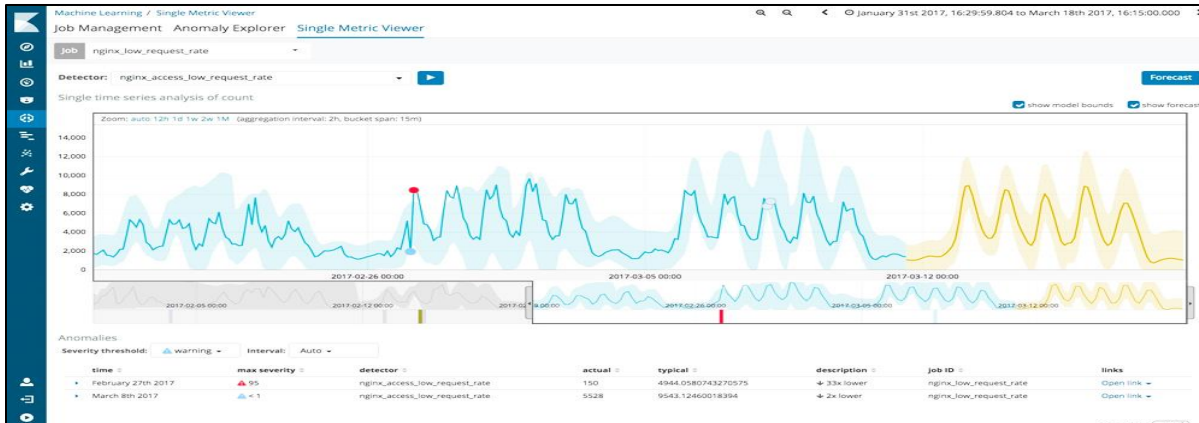 Machine Learning / Single Metric Viewer
January 31st 2017, 16:29:59.804 to March 18th 2017, 16:15:00.000
Job Management Anomaly Explorer Single Metric Viewer
Job nginx_low_request_rate
Detector: nginx_access_low_request_rate
Forecast
Single time series analysis of count
show model bounds show forecast
Zoom: auto 12h 1d 1w 2w 1M (aggregation interval: 2h, bucket span: 15m)
14,000
12,000
10,000
8,000
6,000
4,000
2,000
0
2017-02-26 00:00 2017-03-05 00:00 2017-03-12 00:00
2017-02-05 00:00 2017-02-12 00:00 2017-02-26 00:00 2017-03-05 00:00 2017-03-12 00:00
Anomalies
Severity threshold: warning Interval: Auto
time max severity detector actual typical description job ID links
February 27th 2017 95 nginx_access_low_request_rate 150 4944.0580743270575 33x lower nginx_low_request_rate Open link
March 8th 2017 < 1 nginx_access_low_request_rate 5528 9543.12460018394 2x lower nginx_low_request_rate Open link